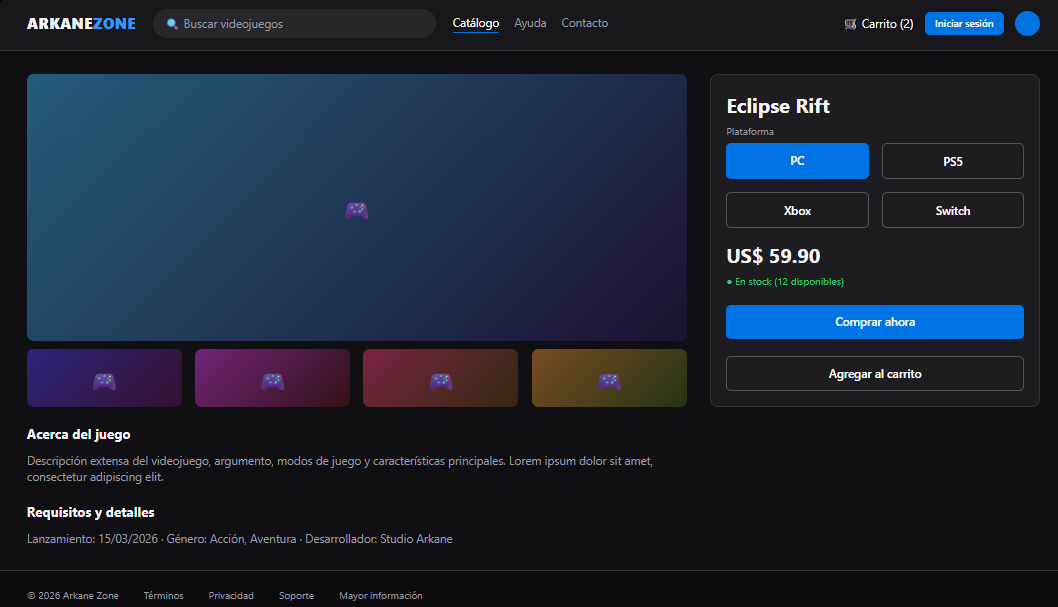 ARKANEZONE
Buscar videojuegos
Catálogo
Ayuda
Contacto
Carrito (2)
Iniciar sesión
Eclipse Rift
Plataforma
PC
PS5
Xbox
Switch
US$ 59.90
● En stock (12 disponibles)
Comprar ahora
Agregar al carrito
Acerca del juego
Descripción extensa del videojuego, argumento, modos de juego y características principales. Lorem ipsum dolor sit amet,
consectetur adipiscing elit.
Requisitos y detalles
Lanzamiento: 15/03/2026 · Género: Acción, Aventura · Desarrollador: Studio Arkane
© 2026 Arkane Zone
Términos
Privacidad
Soporte
Mayor información